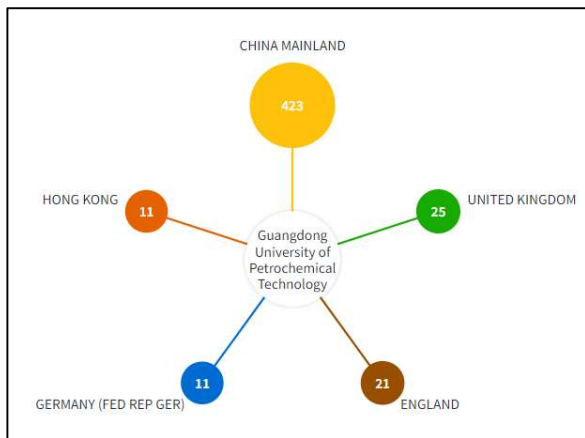 CHINA MAINLAND
423
HONG KONG
11
25
UNITED KINGDOM
Guangdong
University of
Petrochemical
Technology
11
GERMANY (FED REP GER)
21
ENGLAND